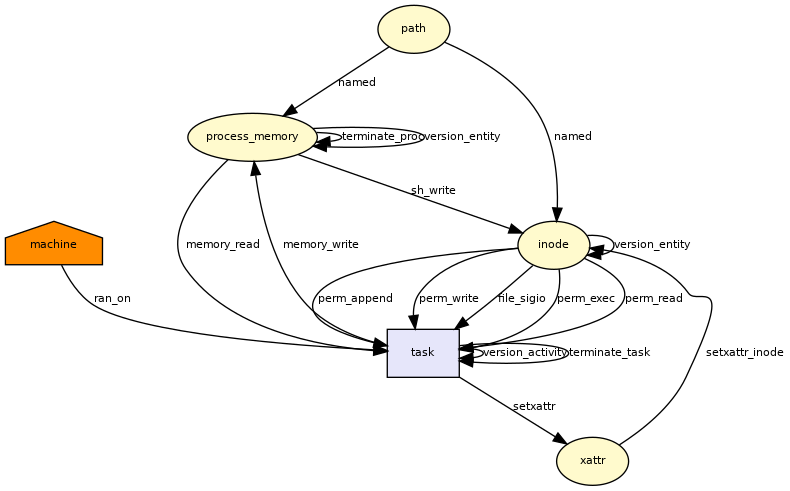 path
named
named
process_memory
terminate_proc
version_entity
sh_write
machine
memory_read
memory_write
inode
version_entity
ran_on
perm_append
perm_write
file_sigio
perm_exec
perm_read
task
version_activity
terminate_task
setxattr_inode
setxattr
xattr